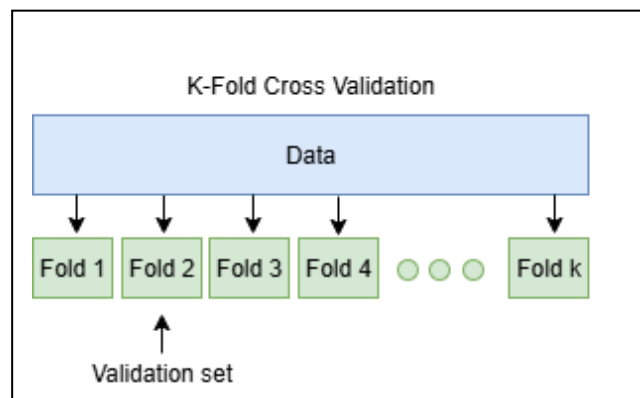 K-Fold Cross Validation
Data
Fold 1 Fold 2 Fold 3 Fold 4 Fold k
Validation set